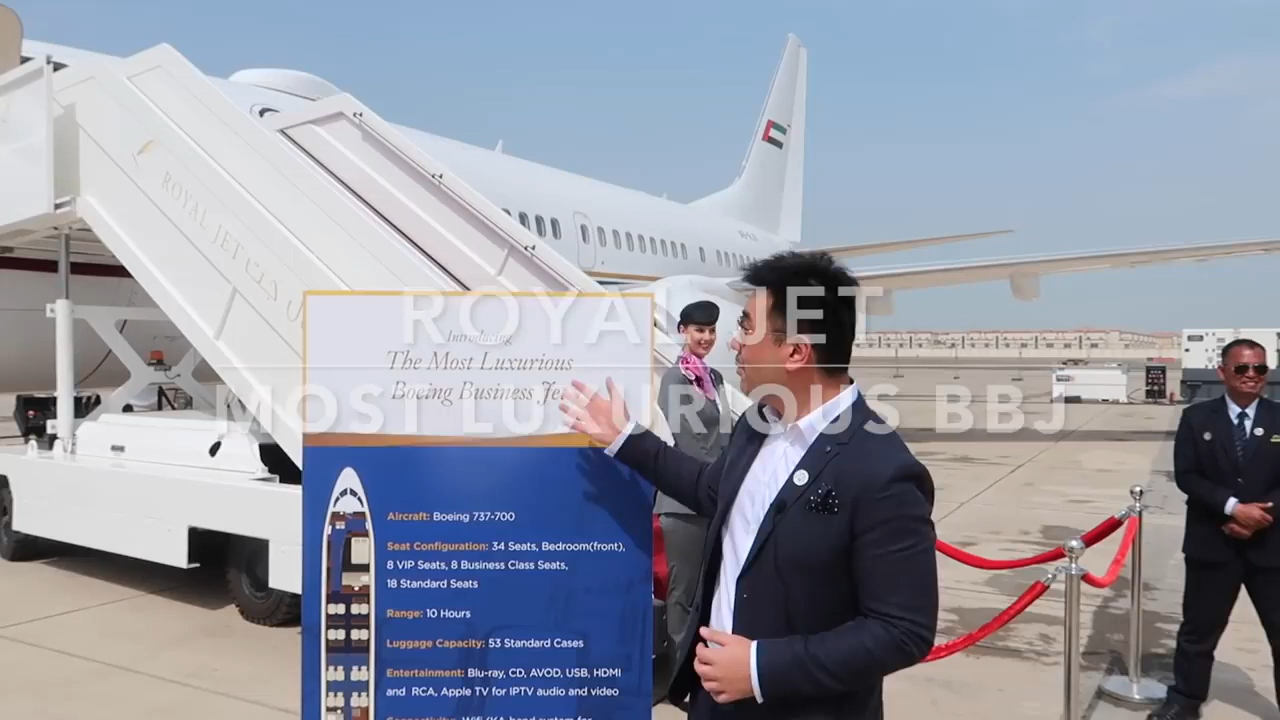 ROYAL JET
ROYAL JET
MOST LUXURIOUS BBJ
Introducing
The Most Luxurious
Boeing Business Je
Aircraft: Boeing 737-700
Seat Configuration: 34 Seats, Bedroom(front),
8 VIP Seats, 8 Business Class Seats,
18 Standard Seats
Range: 10 Hours
Luggage Capacity: 53 Standard Cases
Entertainment: Blu-ray, CD, AVOD, USB, HDMI
and RCA, Apple TV for IPTV audio and video